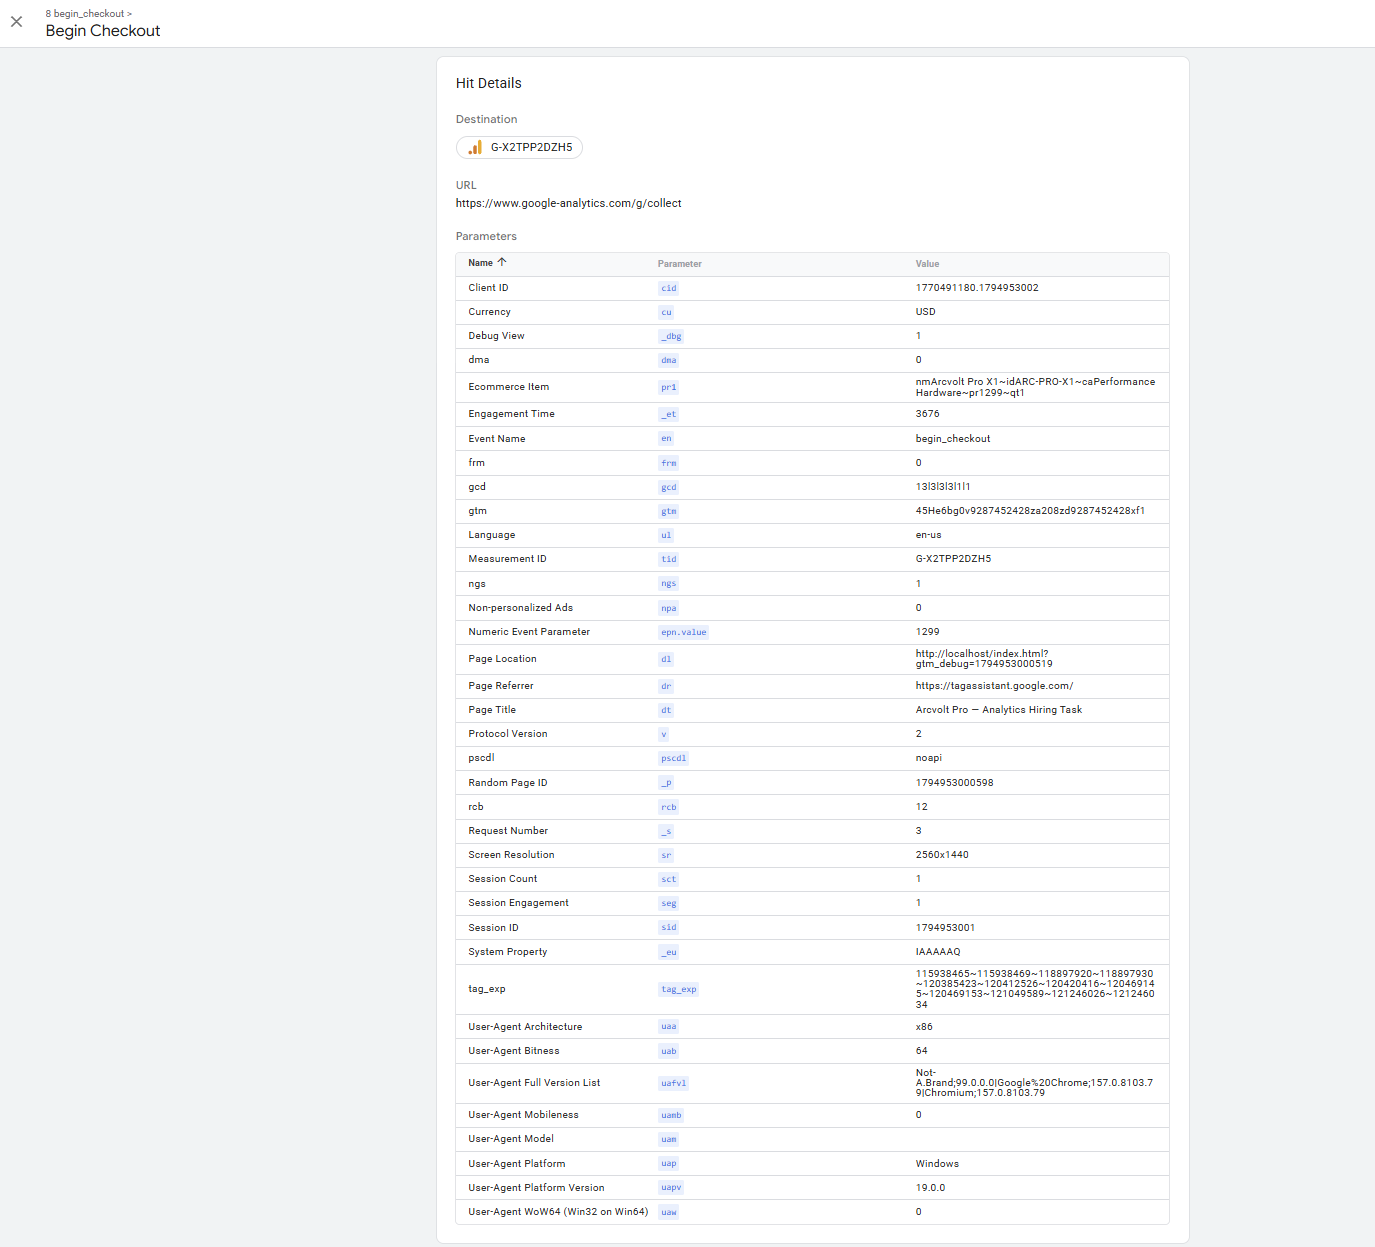 8 begin_checkout >
Begin Checkout
Hit Details
Destination
G-X2TPP2DZH5
URL
https://www.google-analytics.com/g/collect
Parameters
Name Parameter Value
Client ID cid 1770491180.1794953002
Currency cu USD
Debug View _dbg 1
dma dma 0
Ecommerce Item pr1 nmArcvolt Pro X1~idARC-PRO-X1~caPerformance
Hardware~pr1299~qt1
Engagement Time _et 3676
Event Name en begin_checkout
frm frm 0
gcd gcd 13l3l3l3l1l1
gtm gtm 45He6bg0v9287452428za208zd9287452428xf1
Language ul en-us
Measurement ID tid G-X2TPP2DZH5
ngs ngs 1
Non-personalized Ads npa 0
Numeric Event Parameter epn.value 1299
Page Location dl http://localhost/index.html?
gtm_debug=1794953000519
Page Referrer dr https://tagassistant.google.com/
Page Title dt Arcvolt Pro — Analytics Hiring Task
Protocol Version v 2
pscdl pscdl noapi
Random Page ID _p 1794953000598
rcb rcb 12
Request Number _s 3
Screen Resolution sr 2560x1440
Session Count sct 1
Session Engagement seg 1
Session ID sid 1794953001
System Property _eu IAAAAAQ
tag_exp tag_exp 115938465~115938469~118897920~118897930
~120385423~120412526~120420416~12046914
5~120469153~121049589~121246026~1212460
34
User-Agent Architecture uaa x86
User-Agent Bitness uab 64
User-Agent Full Version List uafvl Not-
A.Brand;99.0.0.0|Google%20Chrome;157.0.8103.7
9|Chromium;157.0.8103.79
User-Agent Mobileness uamb 0
User-Agent Model uam
User-Agent Platform uap Windows
User-Agent Platform Version uapv 19.0.0
User-Agent WoW64 (Win32 on Win64) uaw 0